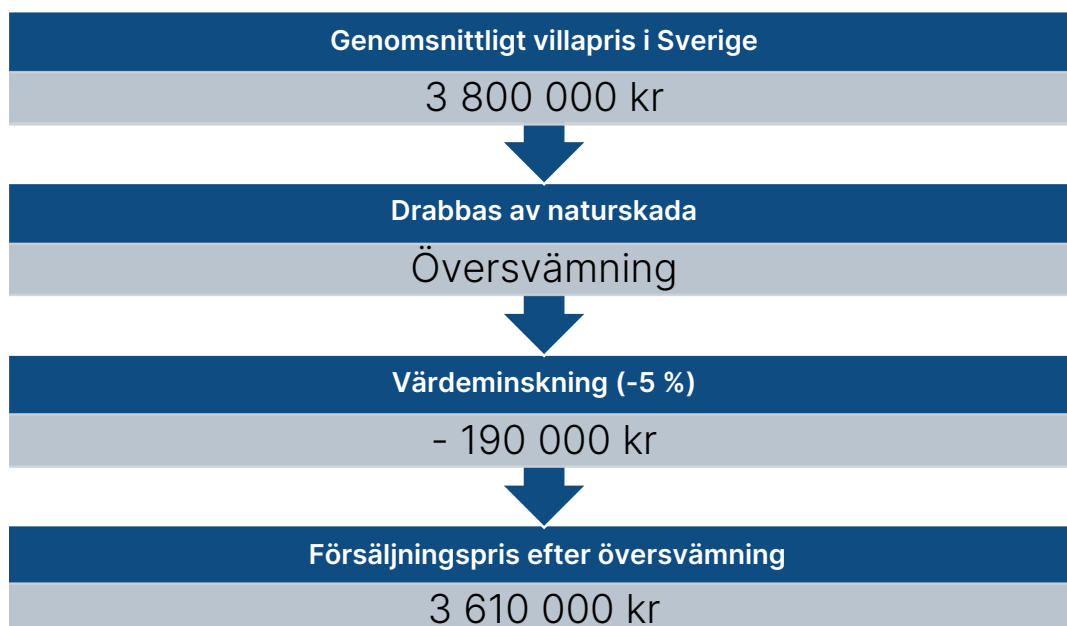 Genomsnittligt villapris i Sverige
3 800 000 kr
Drabbas av naturskada
Översvämning
Värdeminskning (-5 %)
- 190 000 kr
Försäljningspris efter översvämning
3 610 000 kr